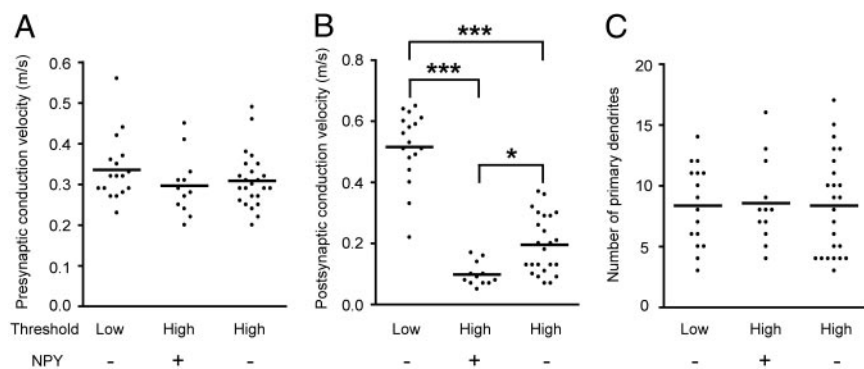 A
Presynaptic conduction velocity (m/s)
0.6
0.5
0.4
0.3
0.2
0.1
0.0
B
Postsynaptic conduction velocity (m/s)
0.8
0.6
0.4
0.2
0.0
***
***
*
C
Number of primary dendrites
20
15
10
5
0
Threshold Low High High Low High High Low High High
NPY - + - - + - - + -